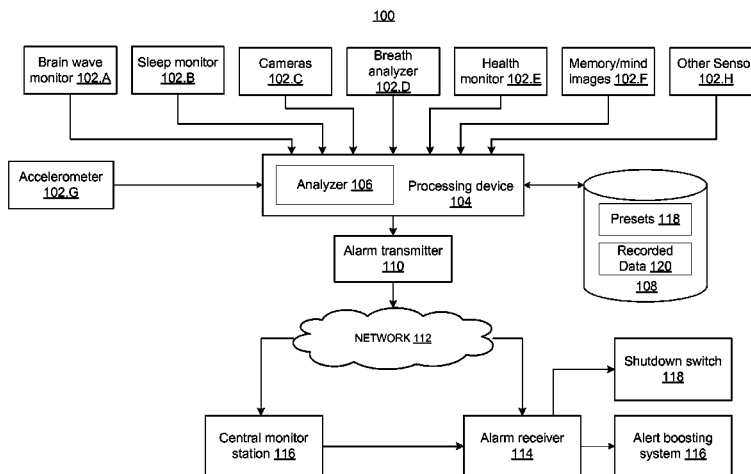 100
Brain wave
monitor 102.A
Sleep monitor
102.B
Cameras
102.C
Breath
analyzer
102.D
Health
monitor 102.E
Memory/mind
images 102.F
Other Senso
102.H
Accelerometer
102.G
Analyzer 106
Processing device
104
Presets 118
Recorded
Data 120
108
Alarm transmitter
110
NETWORK 112
Shutdown switch
118
Central monitor
station 116
Alarm receiver
114
Alert boosting
system 116